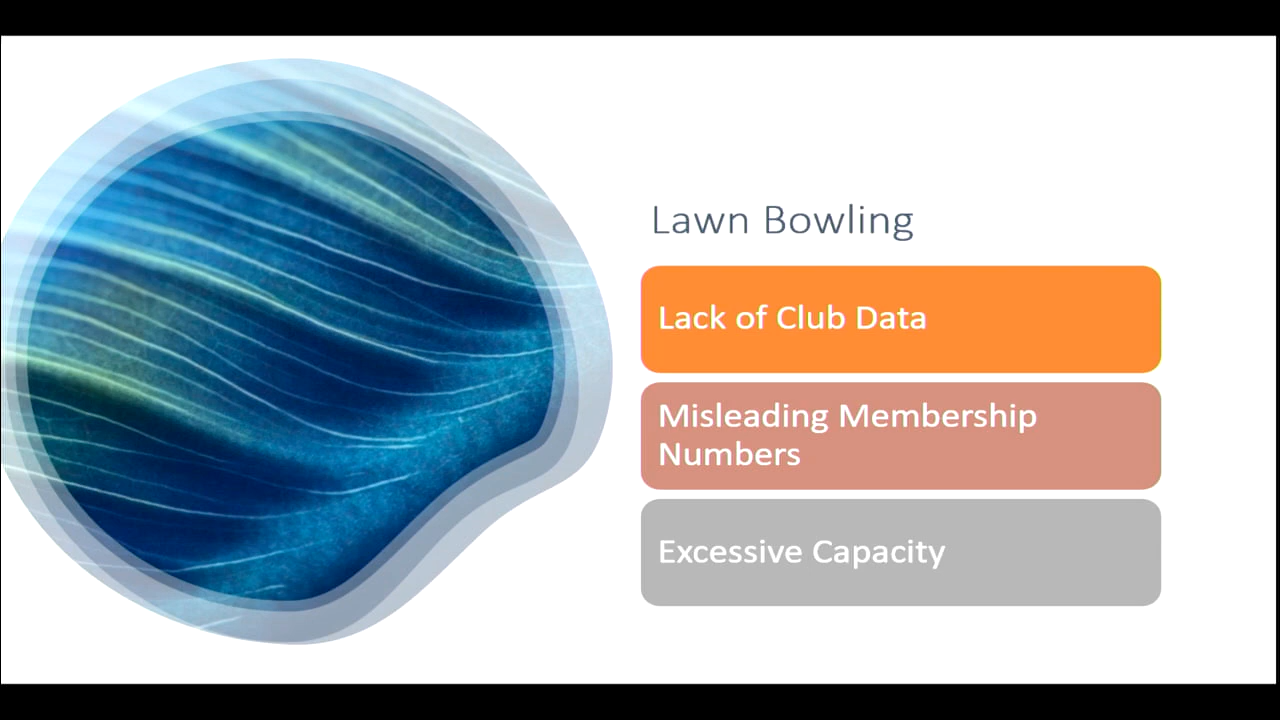 Lawn Bowling
Lack of Club Data
Misleading Membership
Numbers
Excessive Capacity